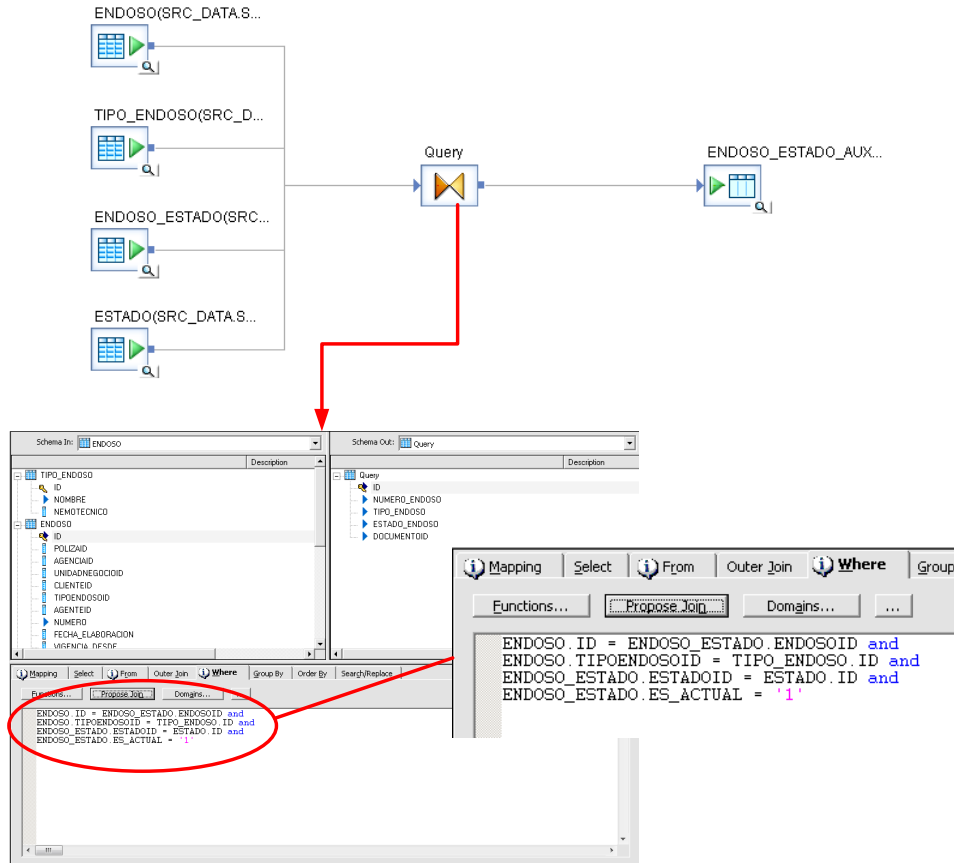 ENDOSO(SRC_DATA.S...
TIPO_ENDOSO(SRC_D...
Query
ENDOSO_ESTADO_AUX...
ENDOSO_ESTADO(SRC...
ESTADO(SRC_DATA.S...
Schema In: ENDOSO
Schema Out: Query
Description
Description
TIPO_ENDOSO
ID
NOMBRE
NEMOTECNICO
ENDOSO
ID
POLIZAID
AGENCIAID
UNIDADNEGOCIOID
CLIENTEID
TIPOENDOSOID
AGENTEID
NUMERO
FECHA_ELABORACION
VIGENCIA_DESDE
Query
ID
NUMERO_ENDOSO
TIPO_ENDOSO
ESTADO_ENDOSO
DOCUMENTOID
Mapping Select From Outer Join Where Group
Functions... Propose Join Domains... ...
ENDOSO.ID = ENDOSO_ESTADO.ENDOSOID and
ENDOSO.TIPOENDOSOID = TIPO_ENDOSO.ID and
ENDOSO_ESTADO.ESTADOID = ESTADO.ID and
ENDOSO_ESTADO.ES_ACTUAL = '1'
Mapping Select From Outer Join Where Group By Order By Search/Replace
Functions... Propose Join Domains...
ENDOSO.ID = ENDOSO_ESTADO.ENDOSOID and
ENDOSO.TIPOENDOSOID = TIPO_ENDOSO.ID and
ENDOSO_ESTADO.ESTADOID = ESTADO.ID and
ENDOSO_ESTADO.ES_ACTUAL = '1'